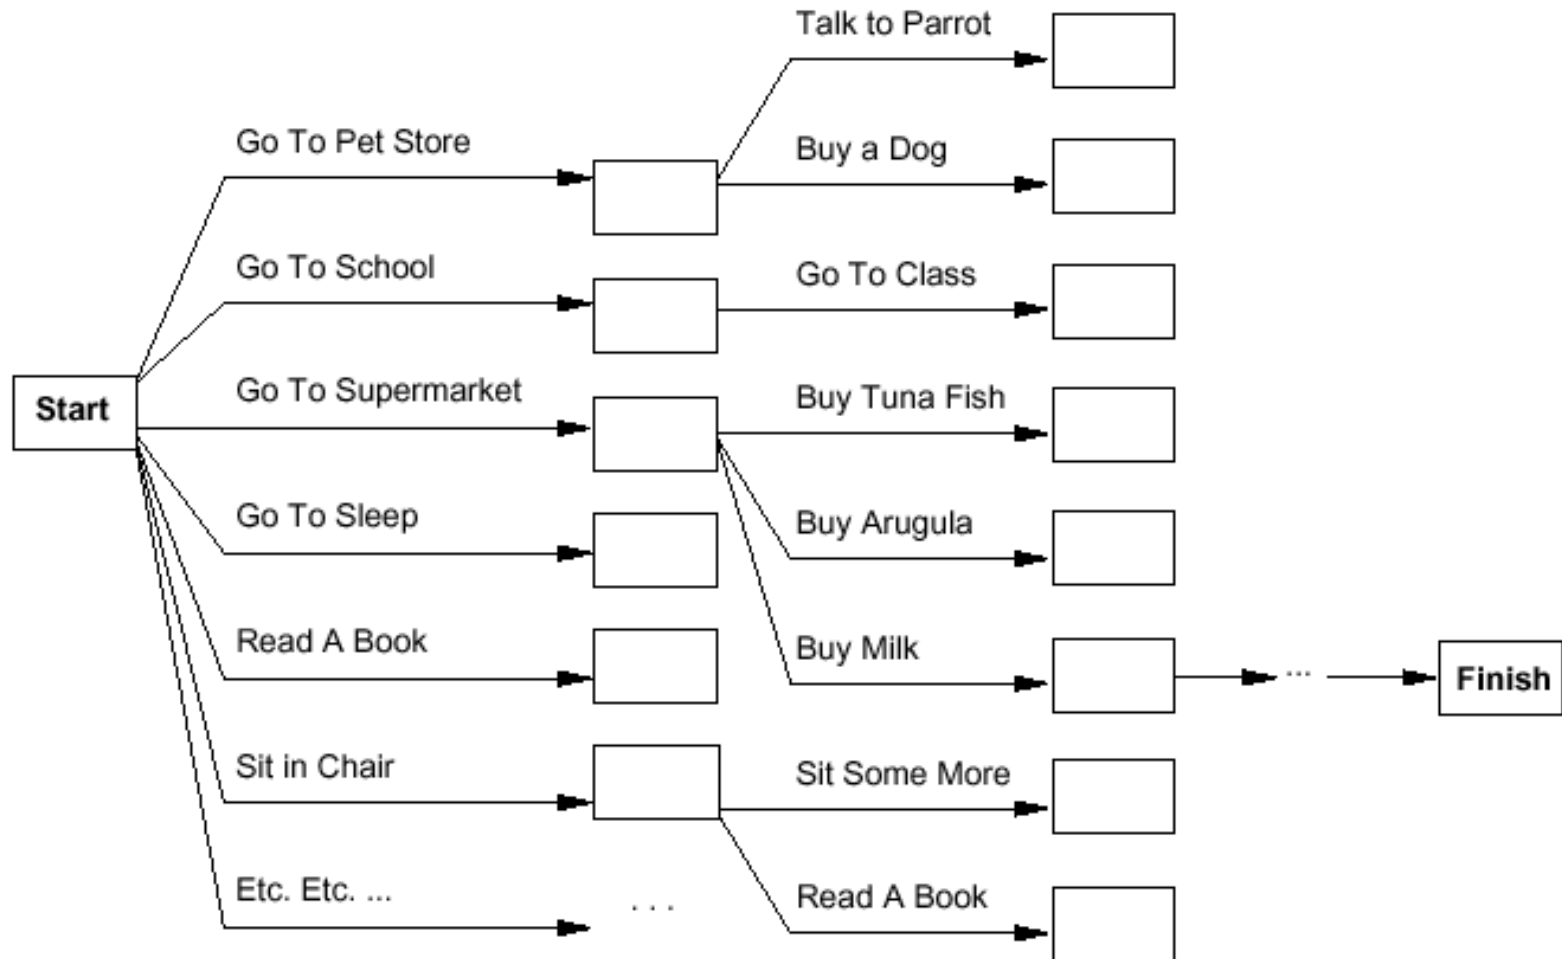 Talk to Parrot
Go To Pet Store
Buy a Dog
Go To School
Go To Class
Start
Go To Supermarket
Buy Tuna Fish
Go To Sleep
Buy Arugula
Read A Book
Buy Milk
...
Finish
Sit in Chair
Sit Some More
Etc. Etc. ...
. . .
Read A Book